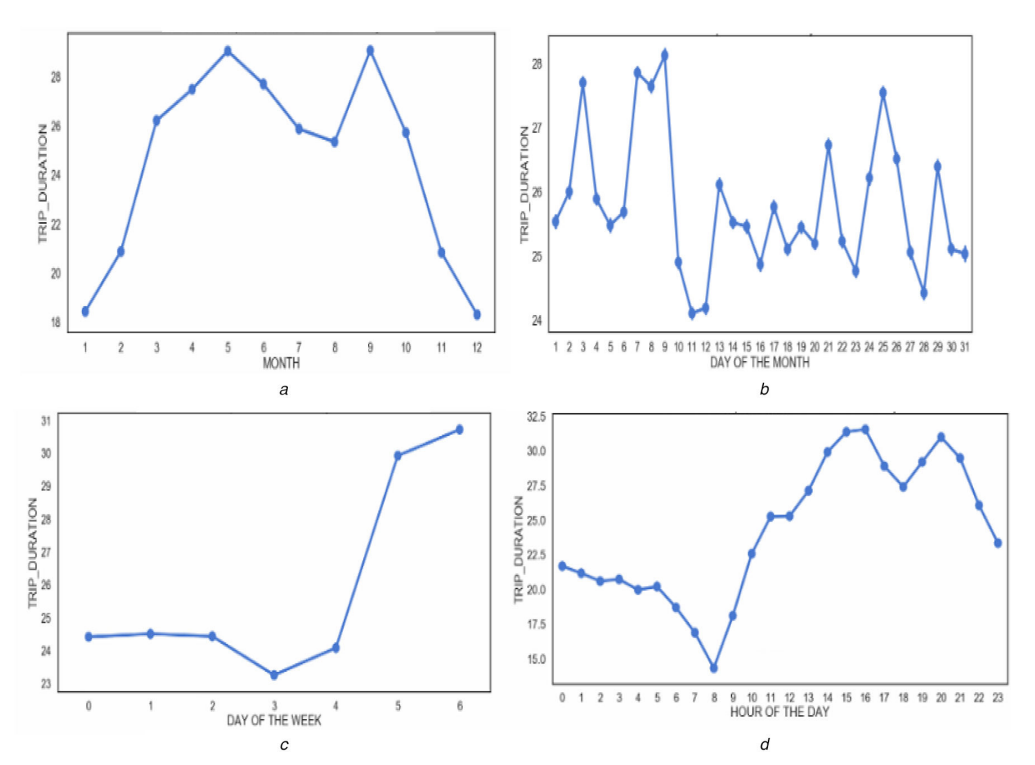 28
26
24
22
20
18
TRIP_DURATION
1 2 3 4 5 6 7 8 9 10 11 12
MONTH
a
28
27
26
25
24
TRIP_DURATION
1 2 3 4 5 6 7 8 9 10 11 12 13 14 15 16 17 18 19 20 21 22 23 24 25 26 27 28 29 30 31
DAY OF THE MONTH
b
31
30
29
28
27
26
25
24
23
TRIP_DURATION
0 1 2 3 4 5 6
DAY OF THE WEEK
c
32.5
30.0
27.5
25.0
22.5
20.0
17.5
15.0
TRIP_DURATION
0 1 2 3 4 5 6 7 8 9 10 11 12 13 14 15 16 17 18 19 20 21 22 23
HOUR OF THE DAY
d